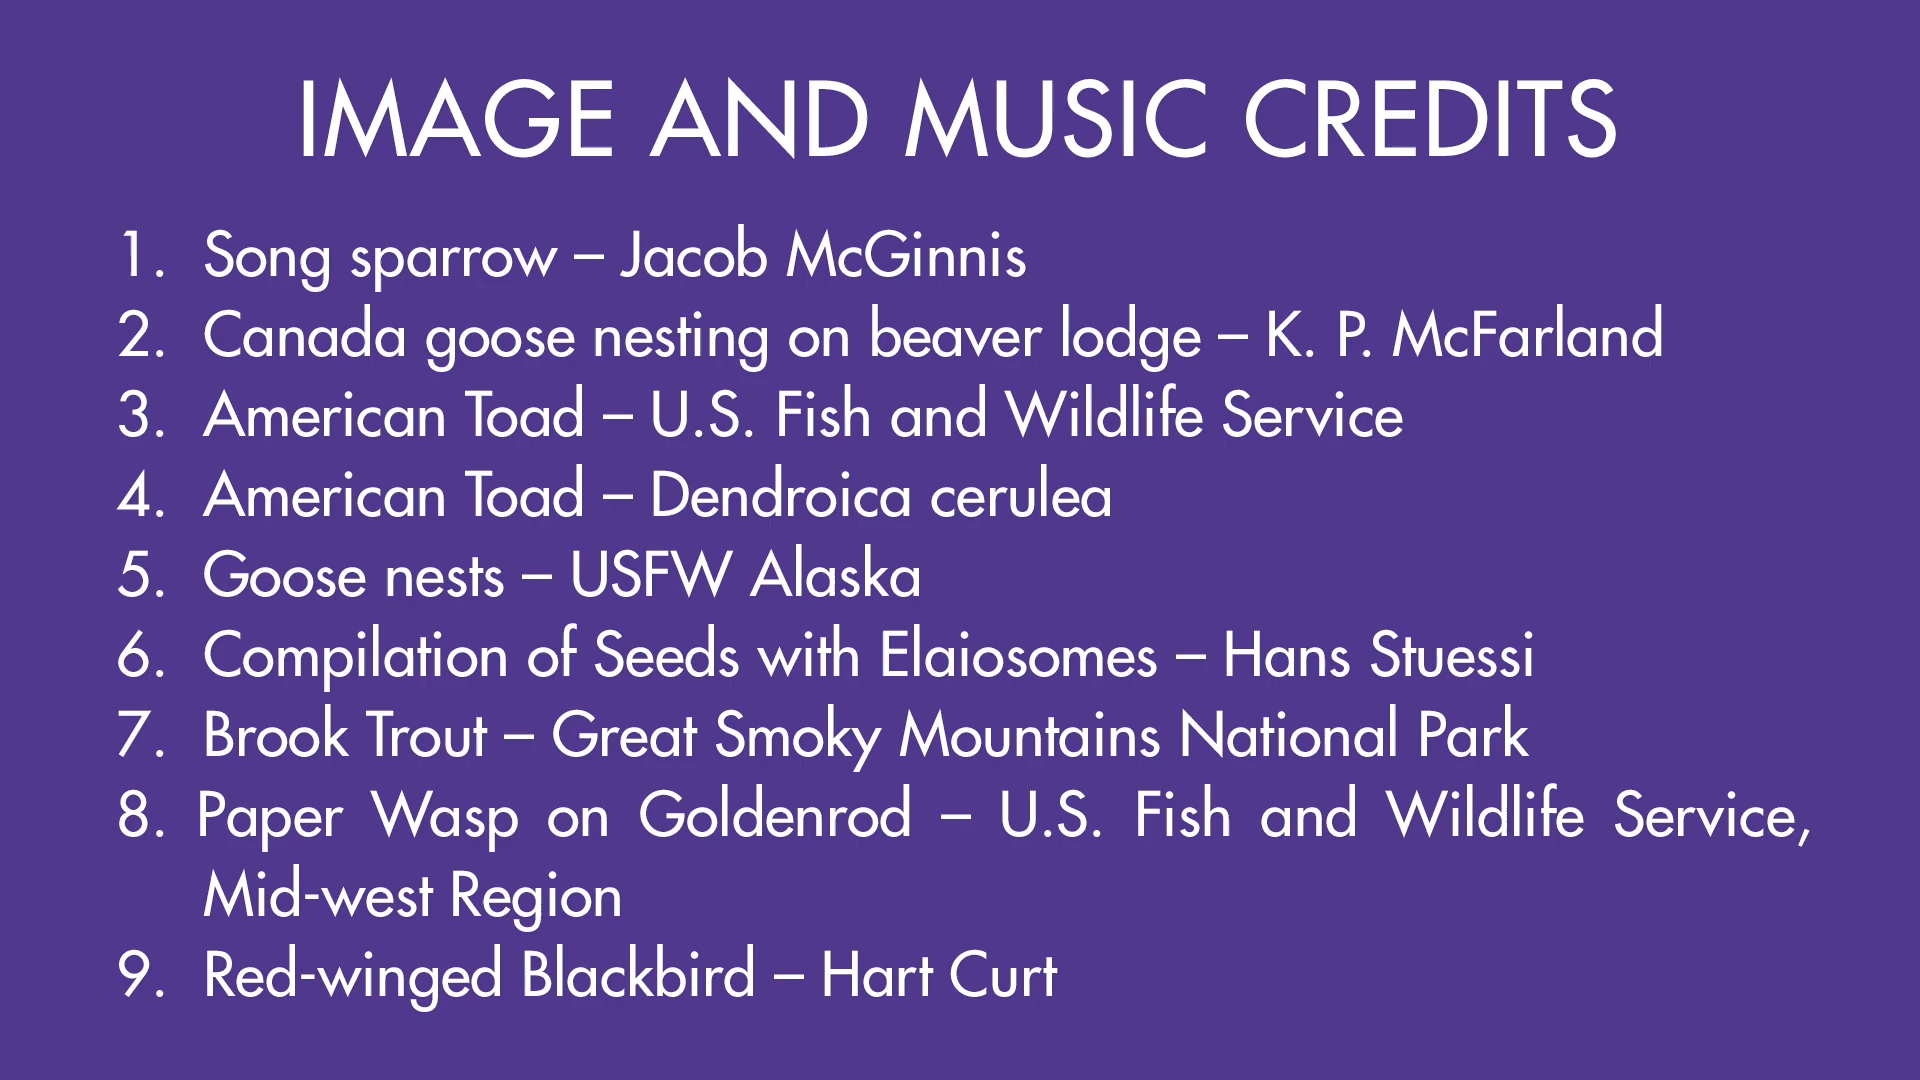 IMAGE AND MUSIC CREDITS
1. Song sparrow – Jacob McGinnis
2. Canada goose nesting on beaver lodge – K. P. McFarland
3. American Toad – U.S. Fish and Wildlife Service
4. American Toad – Dendroica cerulea
5. Goose nests – USFW Alaska
6. Compilation of Seeds with Elaiosomes – Hans Stuessi
7. Brook Trout – Great Smoky Mountains National Park
8. Paper Wasp on Goldenrod – U.S. Fish and Wildlife Service,
Mid-west Region
9. Red-winged Blackbird – Hart Curt